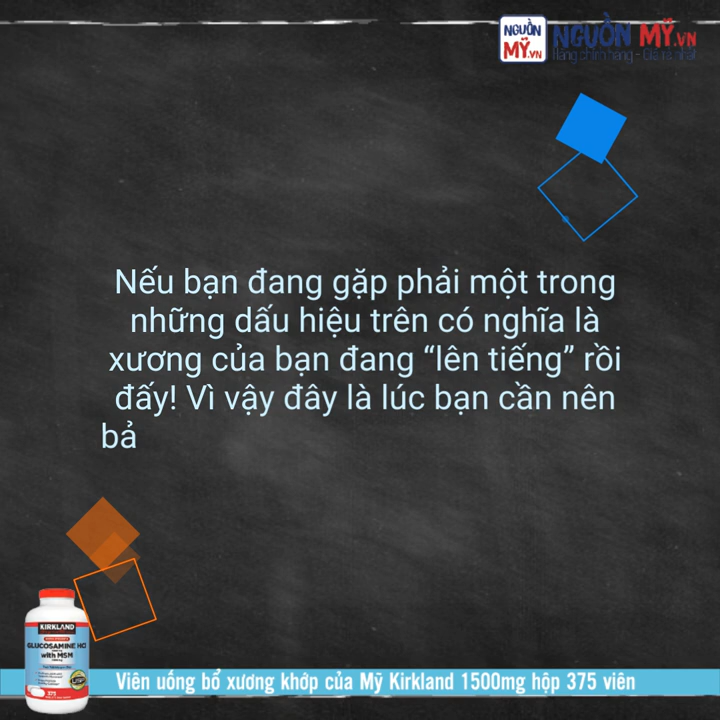 NGUỒN
MỸ.VN
NGUỒN MỸ.VN
Nếu bạn đang gặp phải một trong
những dấu hiệu trên có nghĩa là
xương của bạn đang “lên tiếng” rồi
đấy! Vì vậy đây là lúc bạn cần nên
bả
KIRKLAND
GLUCOSAMINE HCl
with MSM
375
Viên uống bổ xương khớp của Mỹ Kirkland 1500mg hộp 375 viên